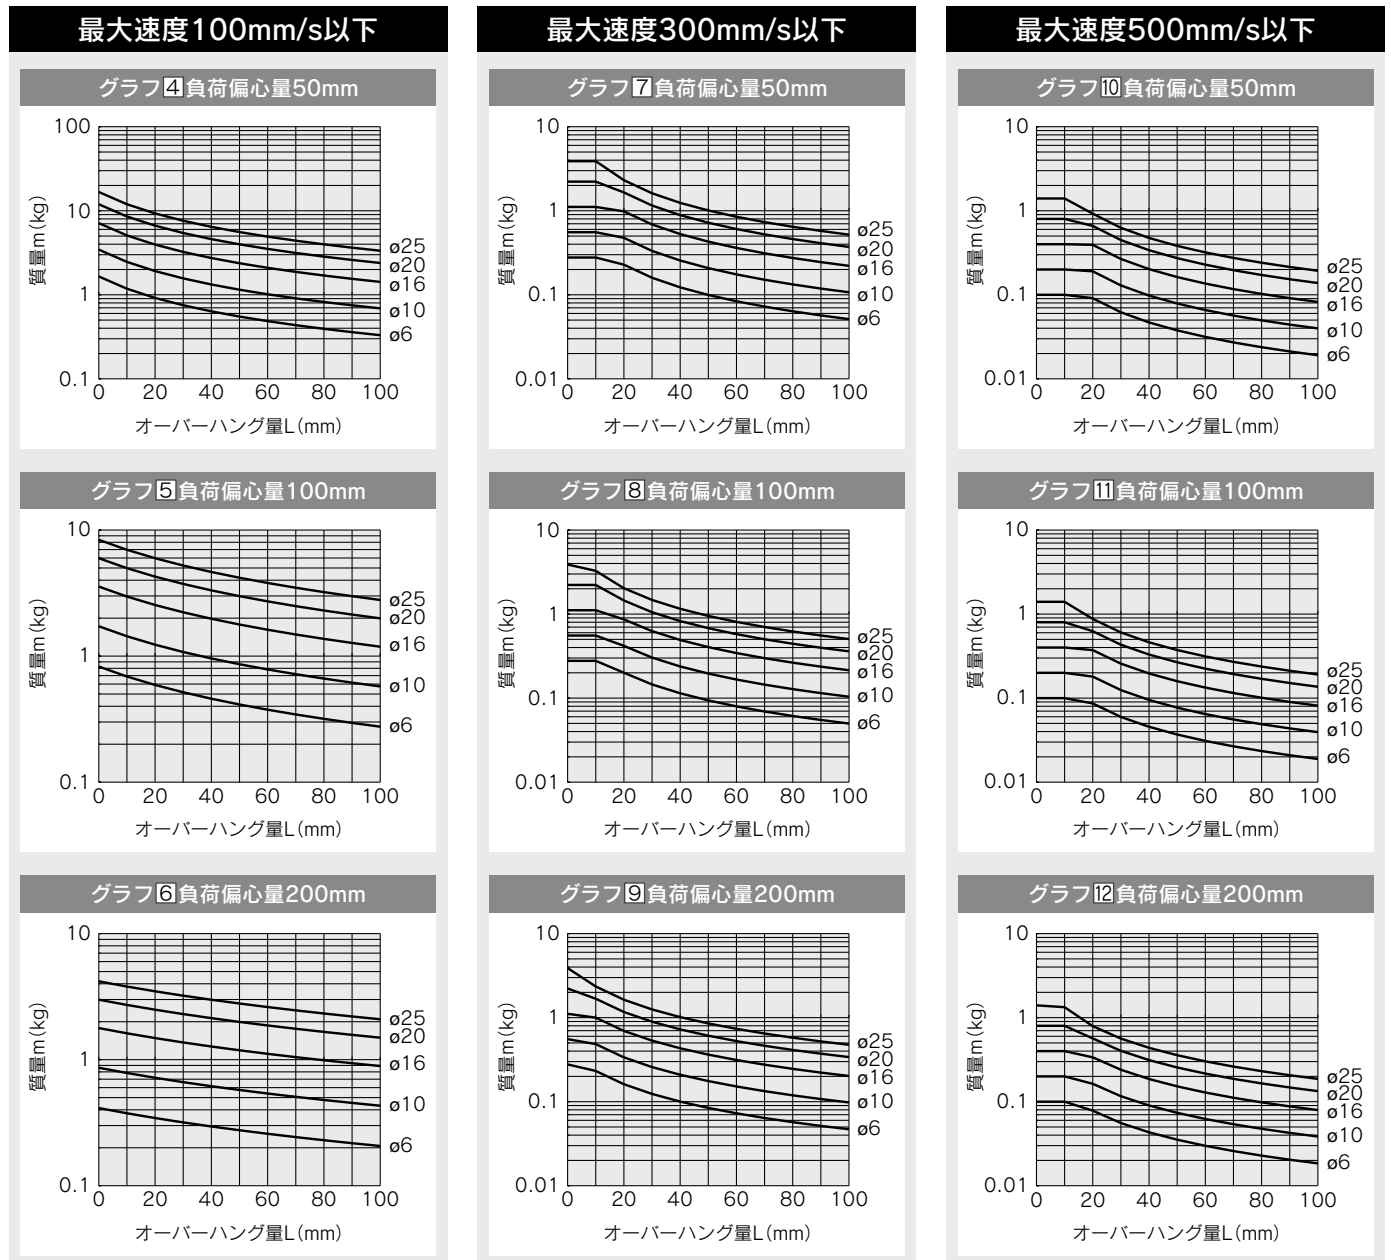 最大速度100mm/s以下
グラフ4負荷偏心量50mm
100
10
1
0.1
質量m(kg)
ø25
ø20
ø16
ø10
ø6
0 20 40 60 80 100
オーバーハング量L(mm)
グラフ5負荷偏心量100mm
10
1
0.1
質量m(kg)
ø25
ø20
ø16
ø10
ø6
0 20 40 60 80 100
オーバーハング量L(mm)
グラフ6負荷偏心量200mm
10
1
0.1
質量m(kg)
ø25
ø20
ø16
ø10
ø6
0 20 40 60 80 100
オーバーハング量L(mm)
最大速度300mm/s以下
グラフ7負荷偏心量50mm
10
1
0.1
0.01
質量m(kg)
ø25
ø20
ø16
ø10
ø6
0 20 40 60 80 100
オーバーハング量L(mm)
グラフ8負荷偏心量100mm
10
1
0.1
0.01
質量m(kg)
ø25
ø20
ø16
ø10
ø6
0 20 40 60 80 100
オーバーハング量L(mm)
グラフ9負荷偏心量200mm
10
1
0.1
0.01
質量m(kg)
ø25
ø20
ø16
ø10
ø6
0 20 40 60 80 100
オーバーハング量L(mm)
最大速度500mm/s以下
グラフ10負荷偏心量50mm
10
1
0.1
0.01
質量m(kg)
ø25
ø20
ø16
ø10
ø6
0 20 40 60 80 100
オーバーハング量L(mm)
グラフ11負荷偏心量100mm
10
1
0.1
0.01
質量m(kg)
ø25
ø20
ø16
ø10
ø6
0 20 40 60 80 100
オーバーハング量L(mm)
グラフ12負荷偏心量200mm
10
1
0.1
0.01
質量m(kg)
ø25
ø20
ø16
ø10
ø6
0 20 40 60 80 100
オーバーハング量L(mm)